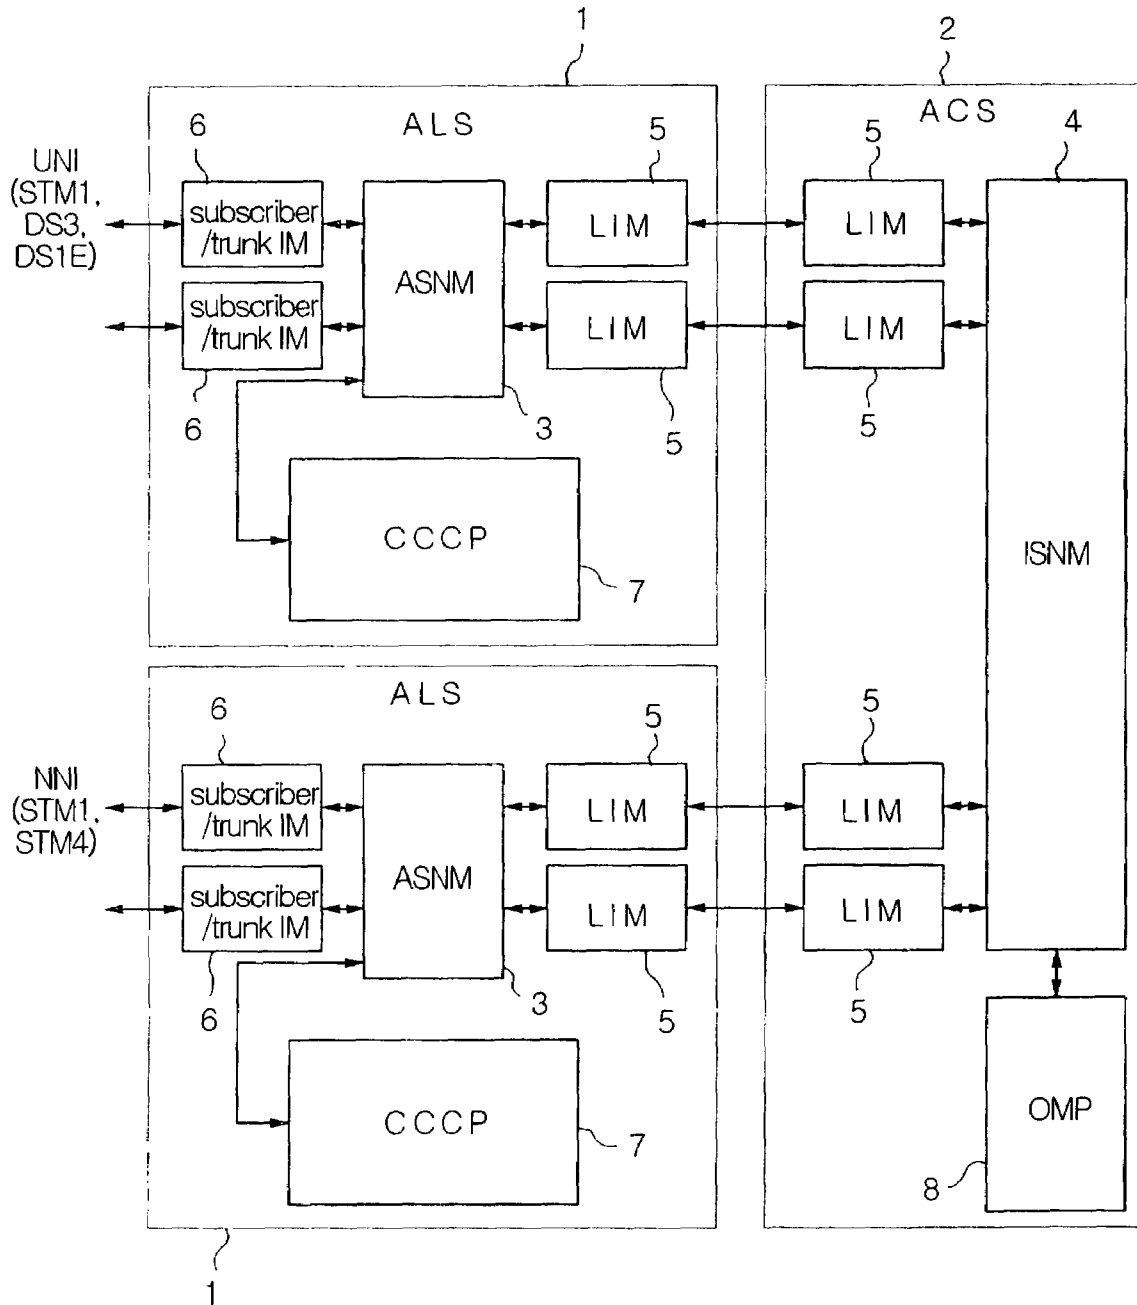 1
2
ALS
ACS
6
5
5
4
UNI
(STM1,
DS3,
DS1E)
subscriber
/trunk IM
ASNM
LIM
LIM
subscriber
/trunk IM
LIM
LIM
6
3
5
5
CCCP
7
ISNM
ALS
6
5
5
NNI
(STM1,
STM4)
subscriber
/trunk IM
ASNM
LIM
LIM
subscriber
/trunk IM
LIM
LIM
6
3
5
5
CCCP
7
OMP
8
1